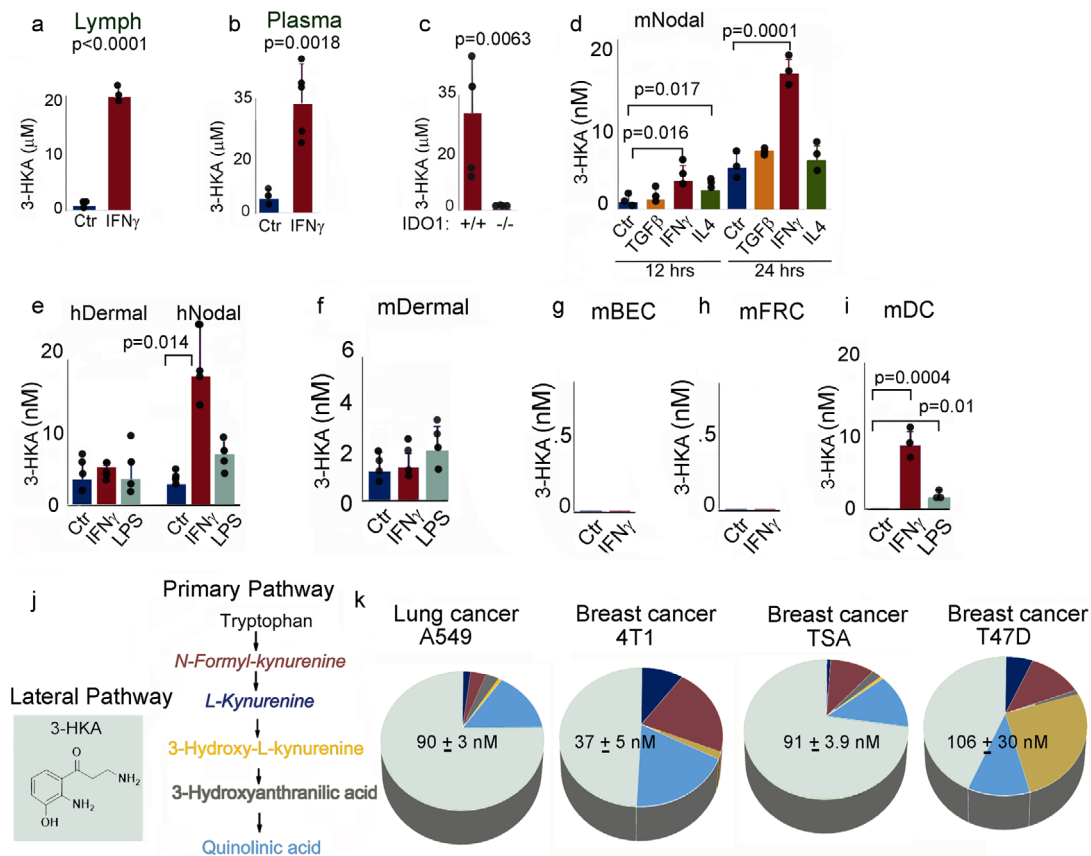 a
Lymph
p<0.0001
3-HKA (μM)
20
10
0
Ctr IFNγ
b
Plasma
p=0.0018
3-HKA (μM)
35
20
0
Ctr IFNγ
c
p=0.0063
3-HKA (μM)
35
20
0
IDO1: +/+ -/-
d
mNodal
p=0.0001
p=0.017
p=0.016
3-HKA (nM)
20
10
0
Ctr TGFβ IFNγ IL4 Ctr TGFβ IFNγ IL4
12 hrs 24 hrs
e
hDermal hNodal
p=0.014
3-HKA (nM)
20
10
0
Ctr IFNγ LPS Ctr IFNγ LPS
f
mDermal
3-HKA (nM)
6
4
2
0
Ctr IFNγ LPS
g
mBEC
3-HKA (nM)
.5
0
Ctr IFNγ
h
mFRC
3-HKA (nM)
.5
0
Ctr IFNγ
i
mDC
p=0.0004
p=0.01
3-HKA (nM)
20
10
0
Ctr IFNγ LPS
j
Primary Pathway
Tryptophan
N-Formyl-kynurenine
L-Kynurenine
3-Hydroxy-L-kynurenine
3-Hydroxyanthranilic acid
Quinolinic acid
Lateral Pathway
3-HKA
O
NH2
NH2
OH
k
Lung cancer
A549
90 ± 3 nM
Breast cancer
4T1
37 ± 5 nM
Breast cancer
TSA
91 ± 3.9 nM
Breast cancer
T47D
106 ± 30 nM